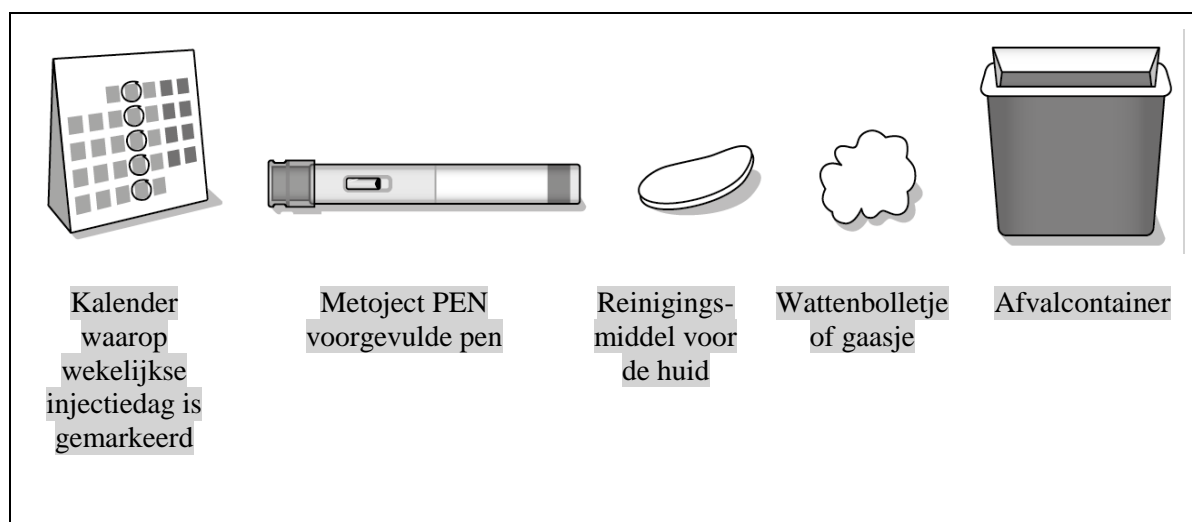 Kalender
waarop
wekelijkse
injectiedag is
gemarkeerd
Metoject PEN
voorgevulde pen
Reinigings-
middel voor
de huid
Wattenbolletje
of gaasje
Afvalcontainer